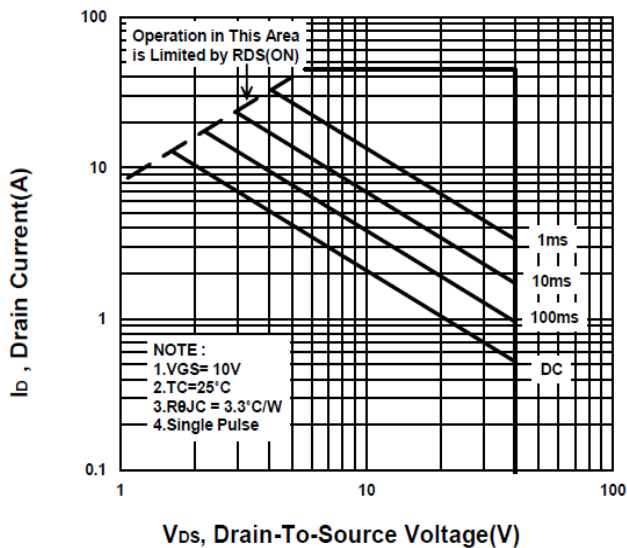 100
Operation in This Area
is Limited by RDS(ON)
10
1
0.1
ID , Drain Current(A)
1ms
10ms
100ms
DC
NOTE :
1.VGS= 10V
2.TC=25°C
3.RθJC = 3.3°C/W
4.Single Pulse
1
10
100
VDS, Drain-To-Source Voltage(V)